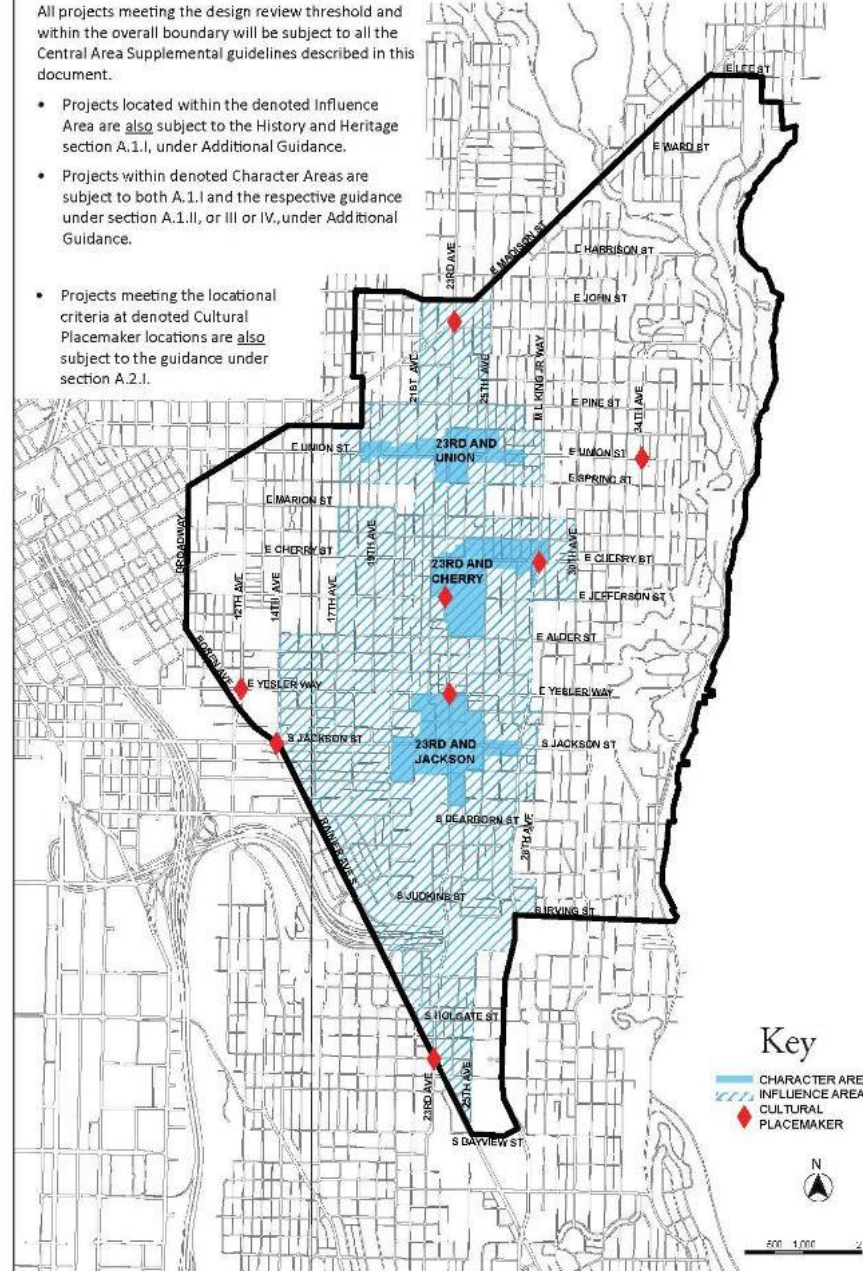 All projects meeting the design review threshold and
within the overall boundary will be subject to all the
Central Area Supplemental guidelines described in this
document.
• Projects located within the denoted Influence
Area are also subject to the History and Heritage
section A.1.I, under Additional Guidance.
• Projects within denoted Character Areas are
subject to both A.1.I and the respective guidance
under section A.1.II, or III or IV., under Additional
Guidance.
• Projects meeting the locational
criteria at denoted Cultural
Placemaker locations are also
subject to the guidance under
section A.2.I.
E LEE ST
E WARD ST
E MADISON ST
23RD AVE
E HARRISON ST
E JOHN ST
21ST AVE
25TH AVE
M L KING JR WAY
E PINE ST
34TH AVE
E UNION ST
23RD AND
UNION
E UNION ST
E SPRING ST
E MARION ST
BROADWAY
19TH AVE
E CHERRY ST
23RD AND
CHERRY
30TH AVE
E CHERRY ST
12TH AVE
14TH AVE
17TH AVE
E JEFFERSON ST
E ALDER ST
BOREN AVE
E YESLER WAY
E YESLER WAY
S JACKSON ST
23RD AND
JACKSON
S JACKSON ST
S DEARBORN ST
28TH AVE
RAINIER AVE S
S JUDKINS ST
S IRVING ST
S HOLGATE ST
23RD AVE
25TH AVE
S BAYVIEW ST
Key
CHARACTER ARE
INFLUENCE AREA
CULTURAL
PLACEMAKER
N
500 1,000 2